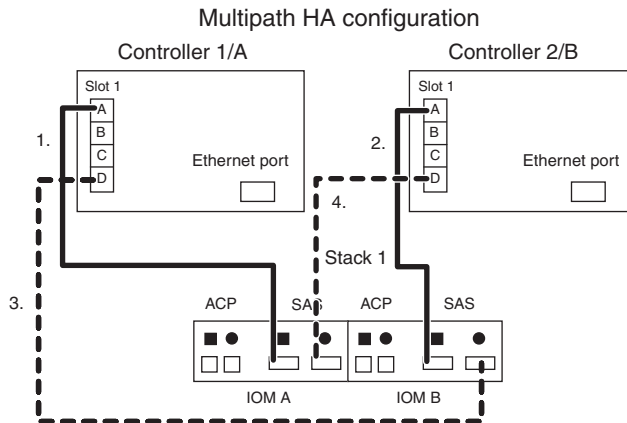 Multipath HA configuration
Controller 1/A
Controller 2/B
Slot 1
A
B
C
D
Ethernet port
Slot 1
A
B
C
D
Ethernet port
1.
2.
3.
4.
Stack 1
ACP
SAS
ACP
SAS
IOM A
IOM B